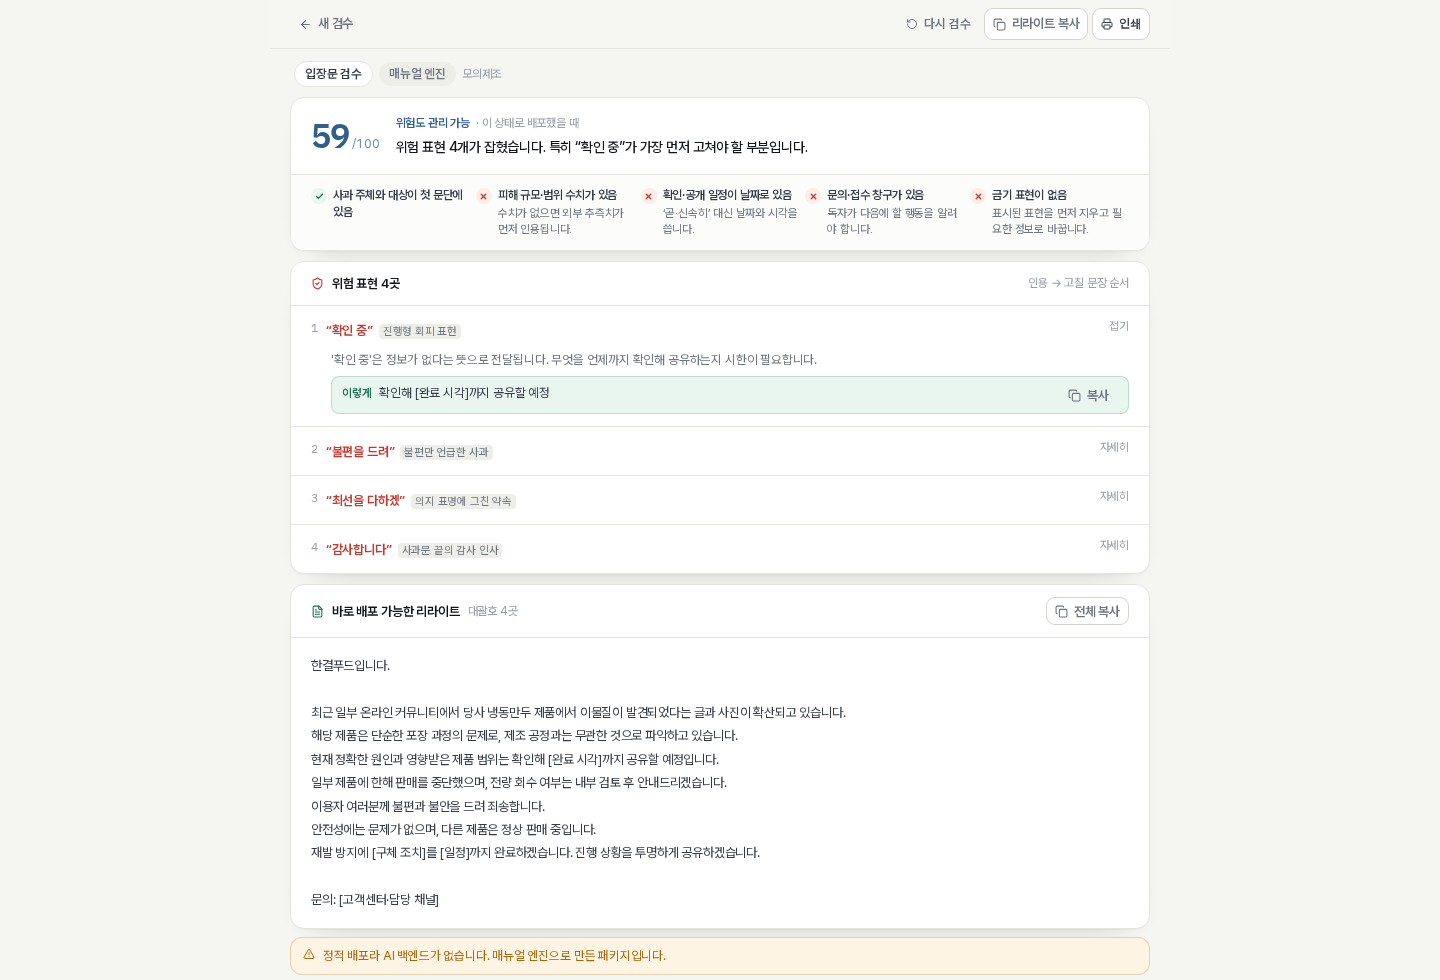 새 검수
다시 검수
리라이트 복사
인쇄
입장문 검수
매뉴얼 엔진
모의제조
59/100
위험도 관리 가능 · 이 상태로 배포했을 때
위험 표현 4개가 잡혔습니다. 특히 “확인 중”가 가장 먼저 고쳐야 할 부분입니다.
사과 주체와 대상이 첫 문단에
있음
피해 규모·범위 수치가 있음
수치가 없으면 외부 추측치가
먼저 인용됩니다.
확인·공개 일정이 날짜로 있음
'곧·신속히' 대신 날짜와 시각을
씁니다.
문의·접수 창구가 있음
독자가 다음에 할 행동을 알려
야 합니다.
금기 표현이 없음
표시된 표현을 먼저 지우고 필
요한 정보로 바꿉니다.
위험 표현 4곳
인용 → 고칠 문장 순서
1 “확인 중” 진행형 회피 표현
접기
'확인 중'은 정보가 없다는 뜻으로 전달됩니다. 무엇을 언제까지 확인해 공유하는지 시한이 필요합니다.
이렇게 확인해 [완료 시각]까지 공유할 예정
복사
2 “불편을 드려” 불편만 언급한 사과
자세히
3 “최선을 다하겠” 의지 표명에 그친 약속
자세히
4 “감사합니다” 사과문 끝의 감사 인사
자세히
바로 배포 가능한 리라이트 대괄호 4곳
전체 복사
한결푸드입니다.
최근 일부 온라인 커뮤니티에서 당사 냉동만두 제품에서 이물질이 발견되었다는 글과 사진이 확산되고 있습니다.
해당 제품은 단순한 포장 과정의 문제로, 제조 공정과는 무관한 것으로 파악하고 있습니다.
현재 정확한 원인과 영향받은 제품 범위는 확인해 [완료 시각]까지 공유할 예정입니다.
일부 제품에 한해 판매를 중단했으며, 전량 회수 여부는 내부 검토 후 안내드리겠습니다.
이용자 여러분께 불편과 불안을 드려 죄송합니다.
안전성에는 문제가 없으며, 다른 제품은 정상 판매 중입니다.
재발 방지에 [구체 조치]를 [일정]까지 완료하겠습니다. 진행 상황을 투명하게 공유하겠습니다.
문의: [고객센터·담당 채널]
정적 배포라 AI 백엔드가 없습니다. 매뉴얼 엔진으로 만든 패키지입니다.